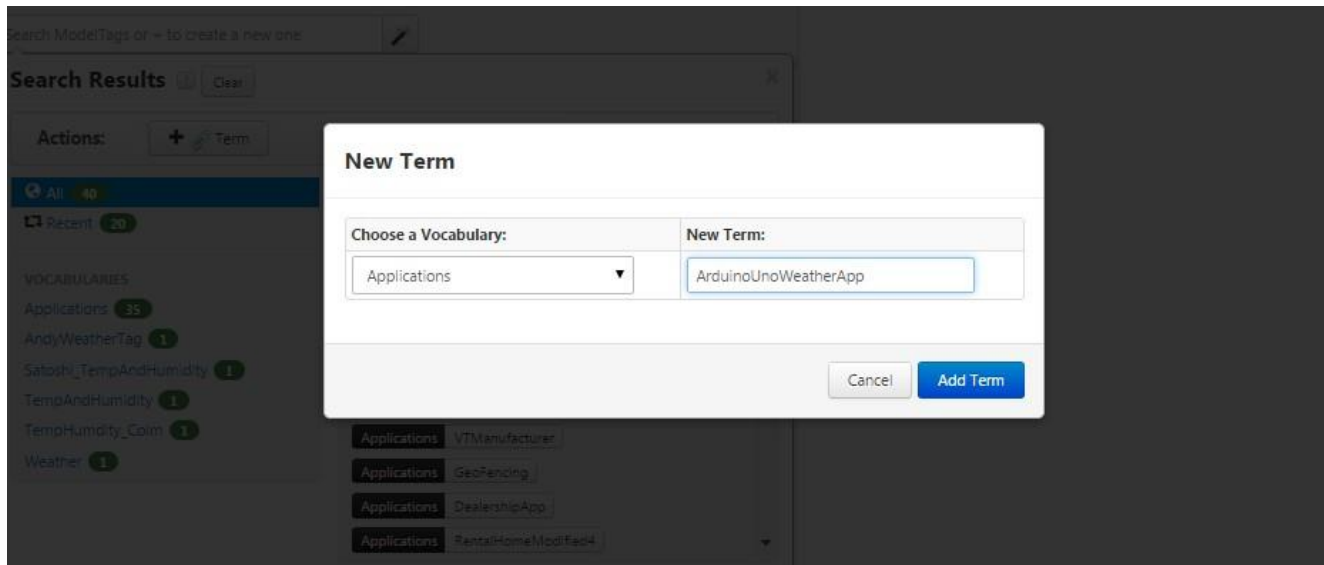 Search ModelTags or + to create a new one
Search Results Clear
Actions: + Term
All 40
Recent 20
VOCABULARIES
Applications 35
AndyWeatherTag 1
Satoshi_TempAndHumidity 1
TempAndHumidity 1
TempHumdity_Colm 1
Weather 1
New Term
Choose a Vocabulary: New Term:
Applications ArduinoUnoWeatherApp
Cancel Add Term
Applications VTManufacturer
Applications GeoFencing
Applications DealershipApp
Applications RentalHomeModified4